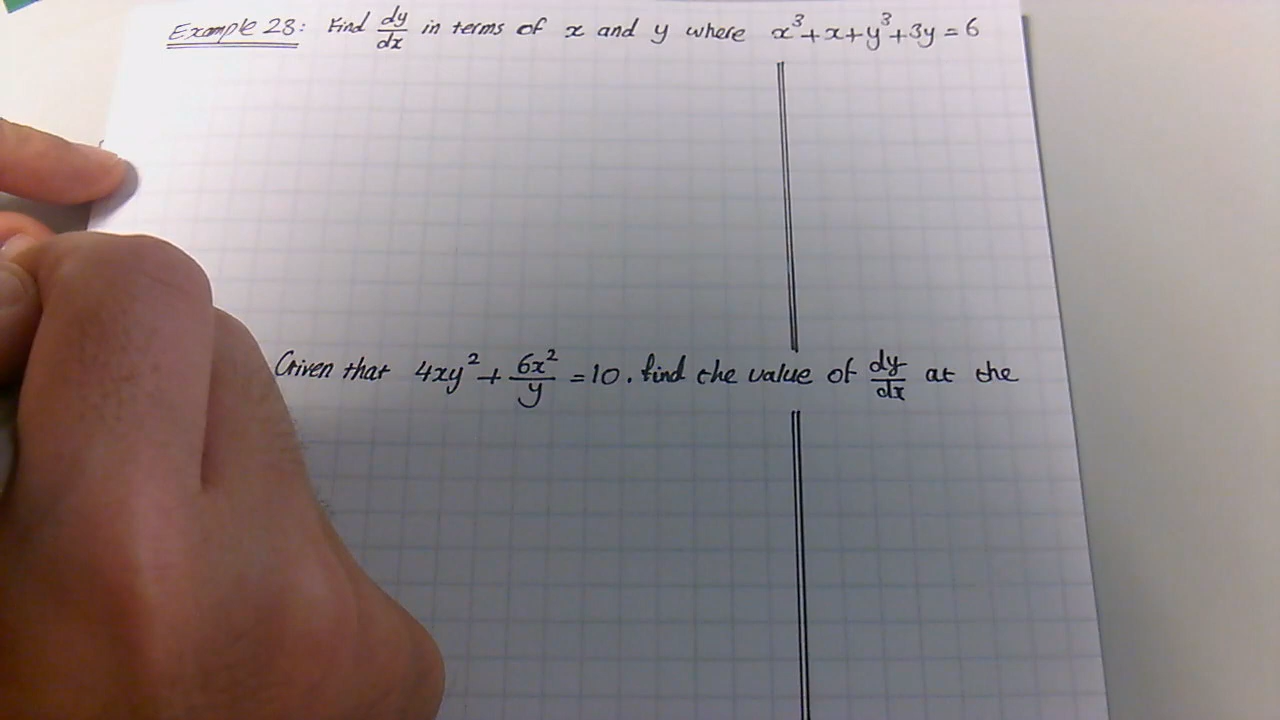 Example 28: Find dy/dx in terms of x and y where x³+x+y³+3y=6
Given that 4xy²+6x²/y=10. find the value of dy/dx at the